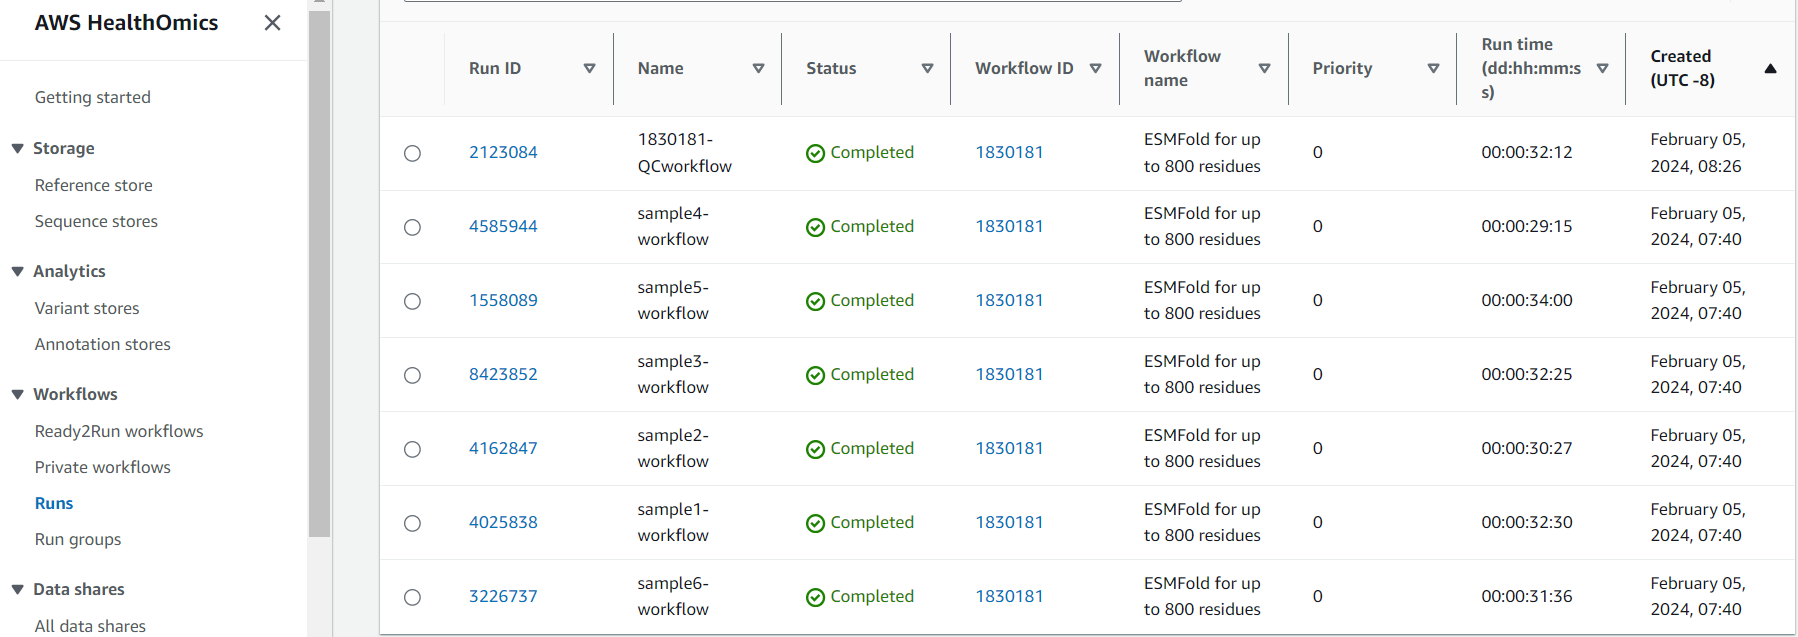 AWS HealthOmics
Getting started
Storage
Reference store
Sequence stores
Analytics
Variant stores
Annotation stores
Workflows
Ready2Run workflows
Private workflows
Runs
Run groups
Data shares
All data shares
Run ID
Name
Status
Workflow ID
Workflow
name
Priority
Run time
(dd:hh:mm:s
s)
Created
(UTC -8)
2123084
1830181-
QCworkflow
Completed
1830181
ESMFold for up
to 800 residues
0
00:00:32:12
February 05,
2024, 08:26
4585944
sample4-
workflow
Completed
1830181
ESMFold for up
to 800 residues
0
00:00:29:15
February 05,
2024, 07:40
1558089
sample5-
workflow
Completed
1830181
ESMFold for up
to 800 residues
0
00:00:34:00
February 05,
2024, 07:40
8423852
sample3-
workflow
Completed
1830181
ESMFold for up
to 800 residues
0
00:00:32:25
February 05,
2024, 07:40
4162847
sample2-
workflow
Completed
1830181
ESMFold for up
to 800 residues
0
00:00:30:27
February 05,
2024, 07:40
4025838
sample1-
workflow
Completed
1830181
ESMFold for up
to 800 residues
0
00:00:32:30
February 05,
2024, 07:40
3226737
sample6-
workflow
Completed
1830181
ESMFold for up
to 800 residues
0
00:00:31:36
February 05,
2024, 07:40